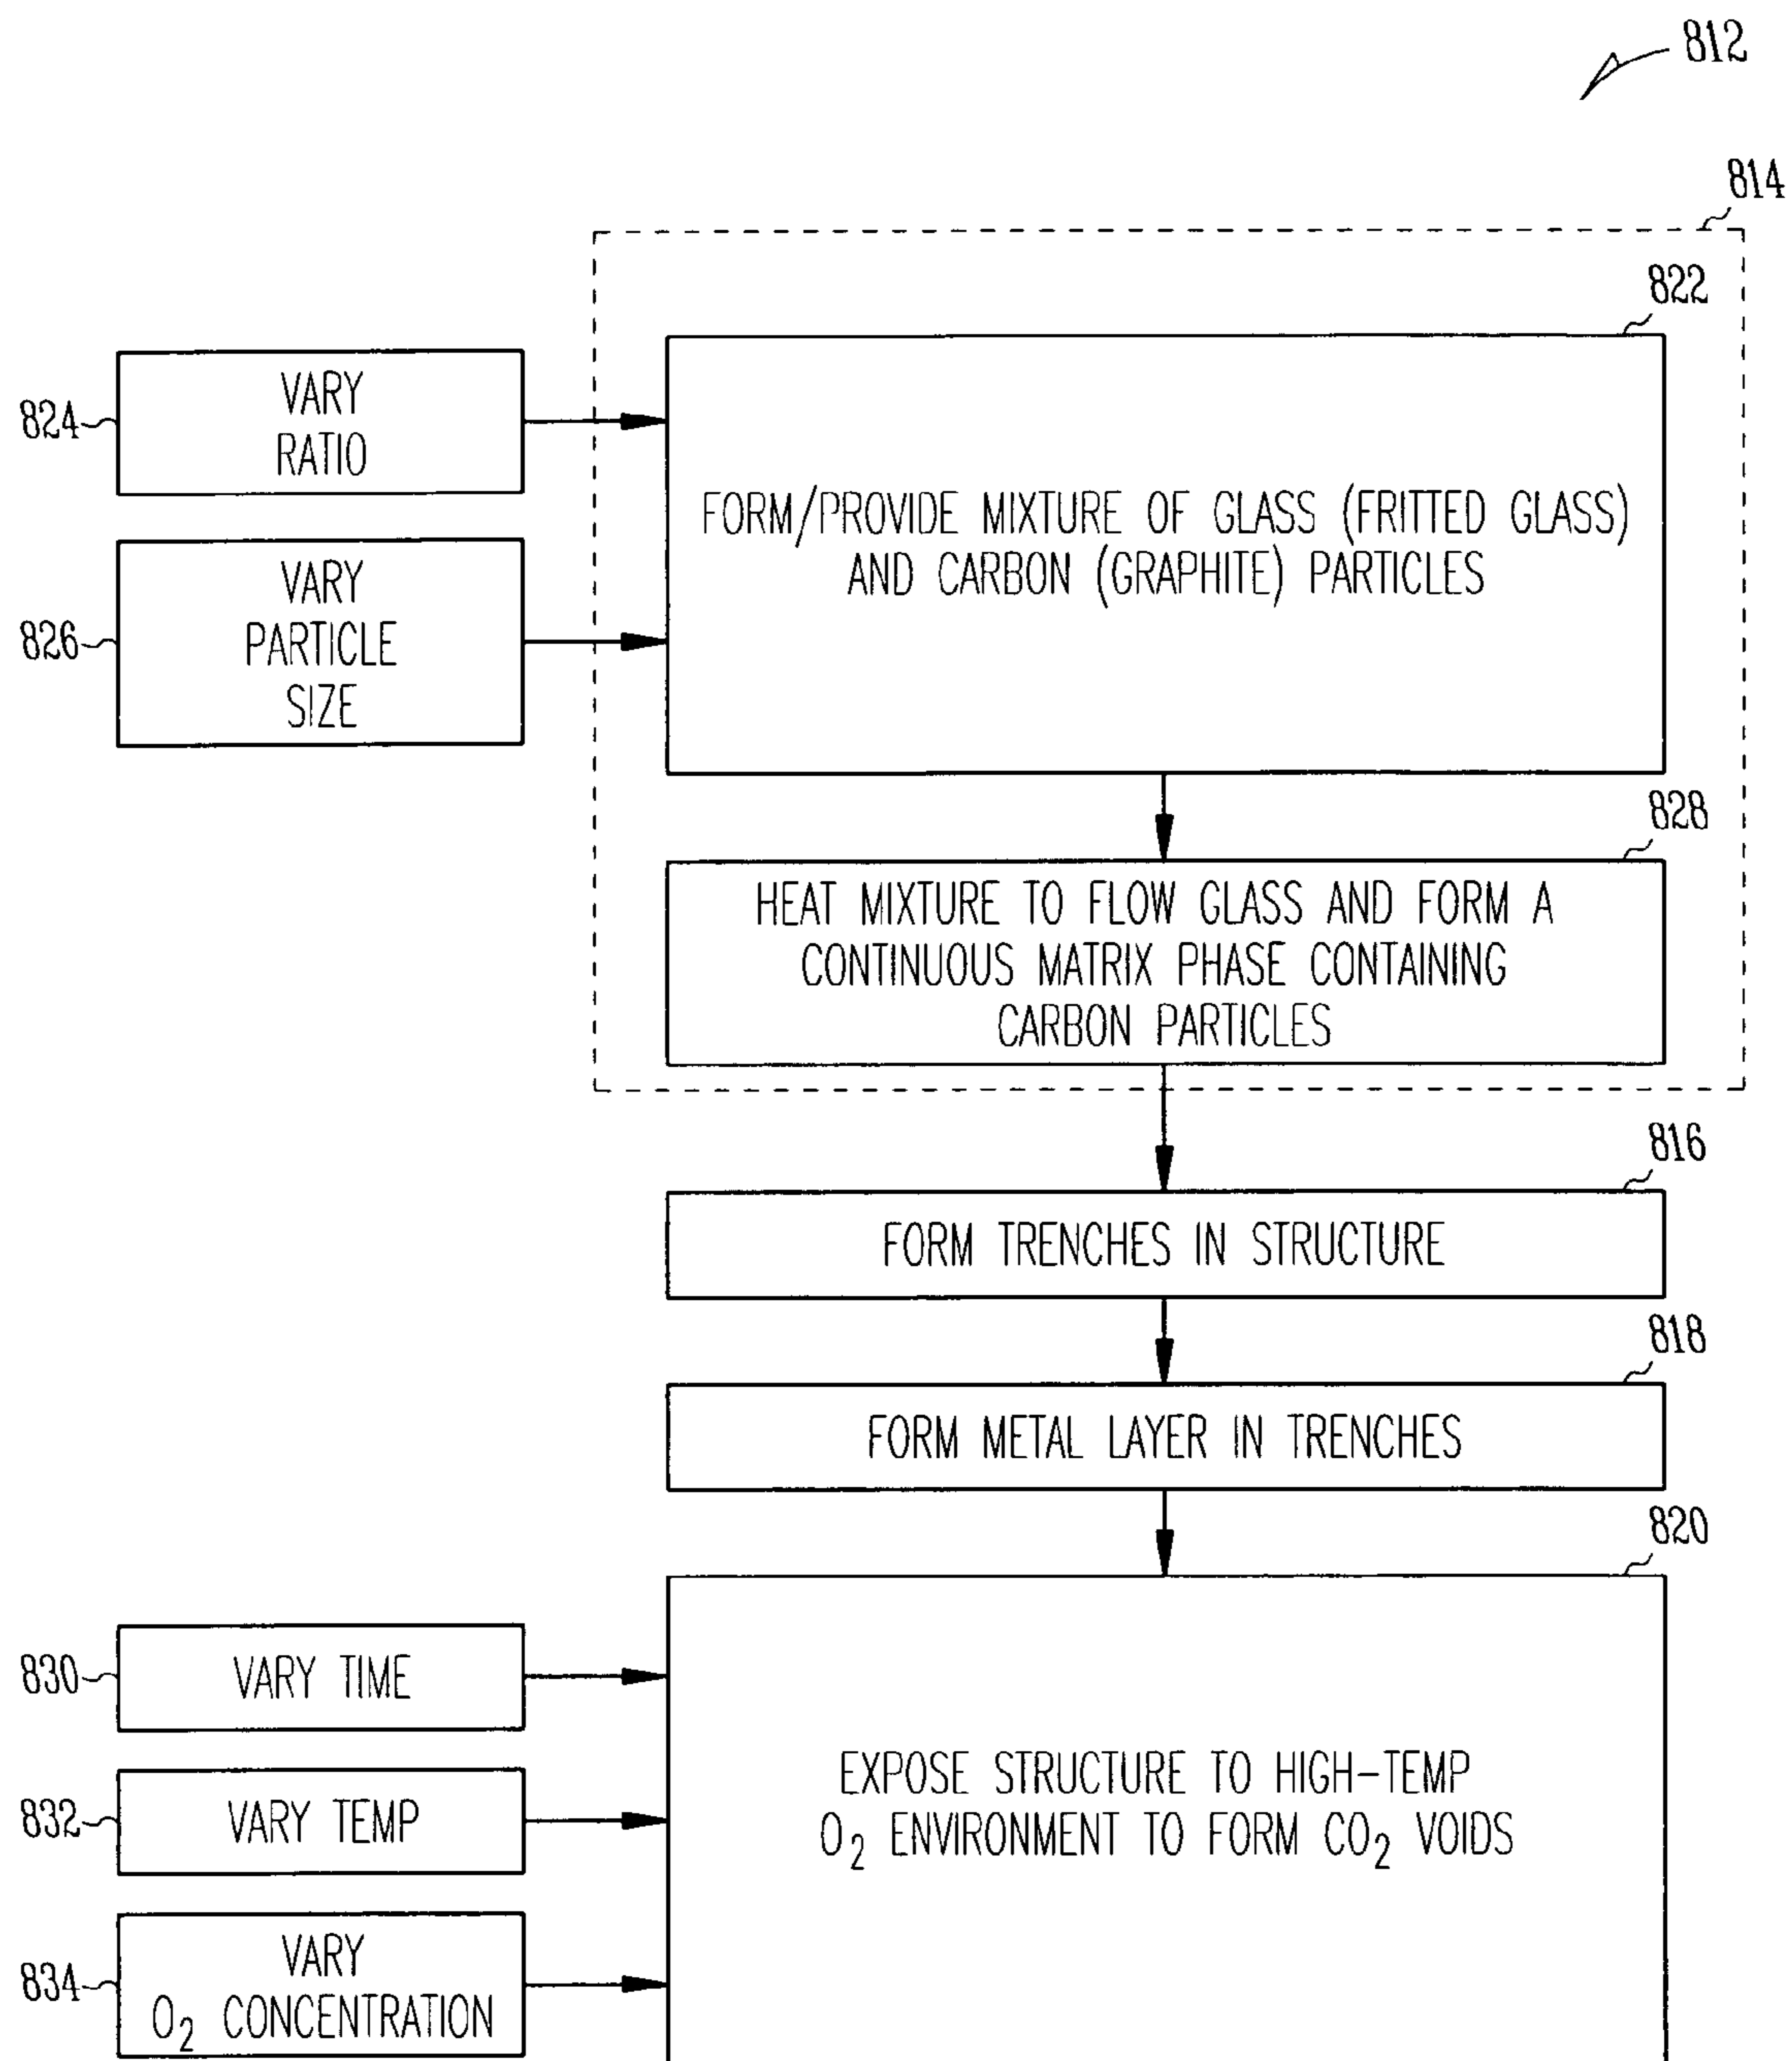 812
814
822
VARY
RATIO
824
FORM/PROVIDE MIXTURE OF GLASS (FRITTED GLASS)
AND CARBON (GRAPHITE) PARTICLES
VARY
PARTICLE
SIZE
826
828
HEAT MIXTURE TO FLOW GLASS AND FORM A
CONTINUOUS MATRIX PHASE CONTAINING
CARBON PARTICLES
816
FORM TRENCHES IN STRUCTURE
818
FORM METAL LAYER IN TRENCHES
820
830
VARY TIME
832
VARY TEMP
EXPOSE STRUCTURE TO HIGH-TEMP
O₂ ENVIRONMENT TO FORM CO₂ VOIDS
834
VARY
O₂ CONCENTRATION